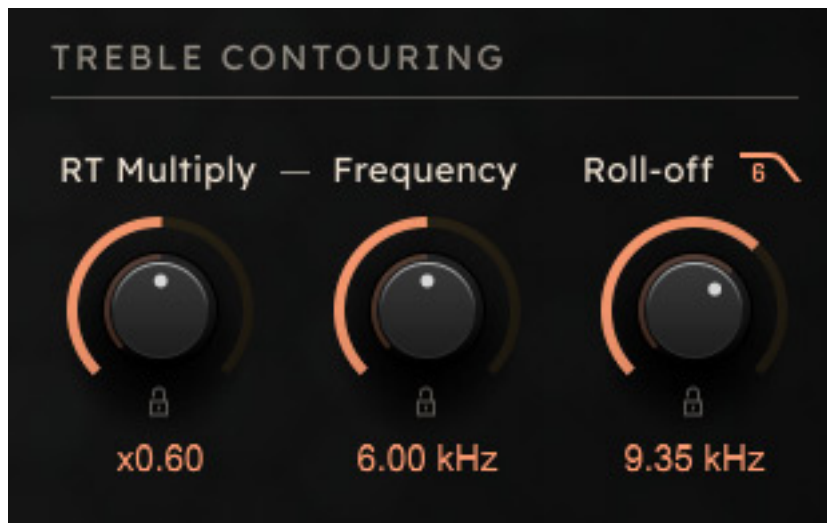 TREBLE CONTOURING
RT Multiply — Frequency Roll-off 6
x0.60 6.00 kHz 9.35 kHz